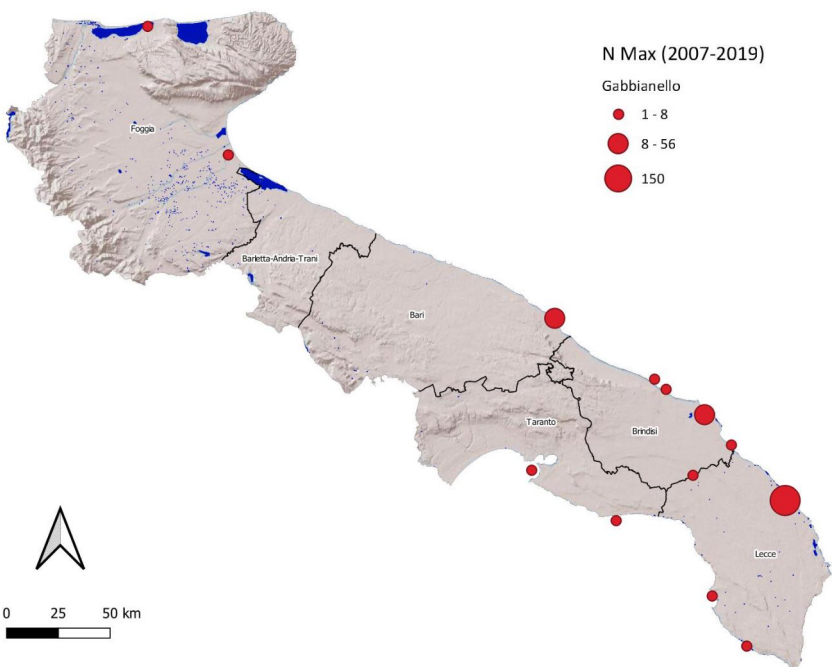 N Max (2007-2019)
Gabbianello
1 - 8
8 - 56
150
Foggia
Barletta-Andria-Trani
Bari
Taranto
Brindisi
Lecce
0 25 50 km